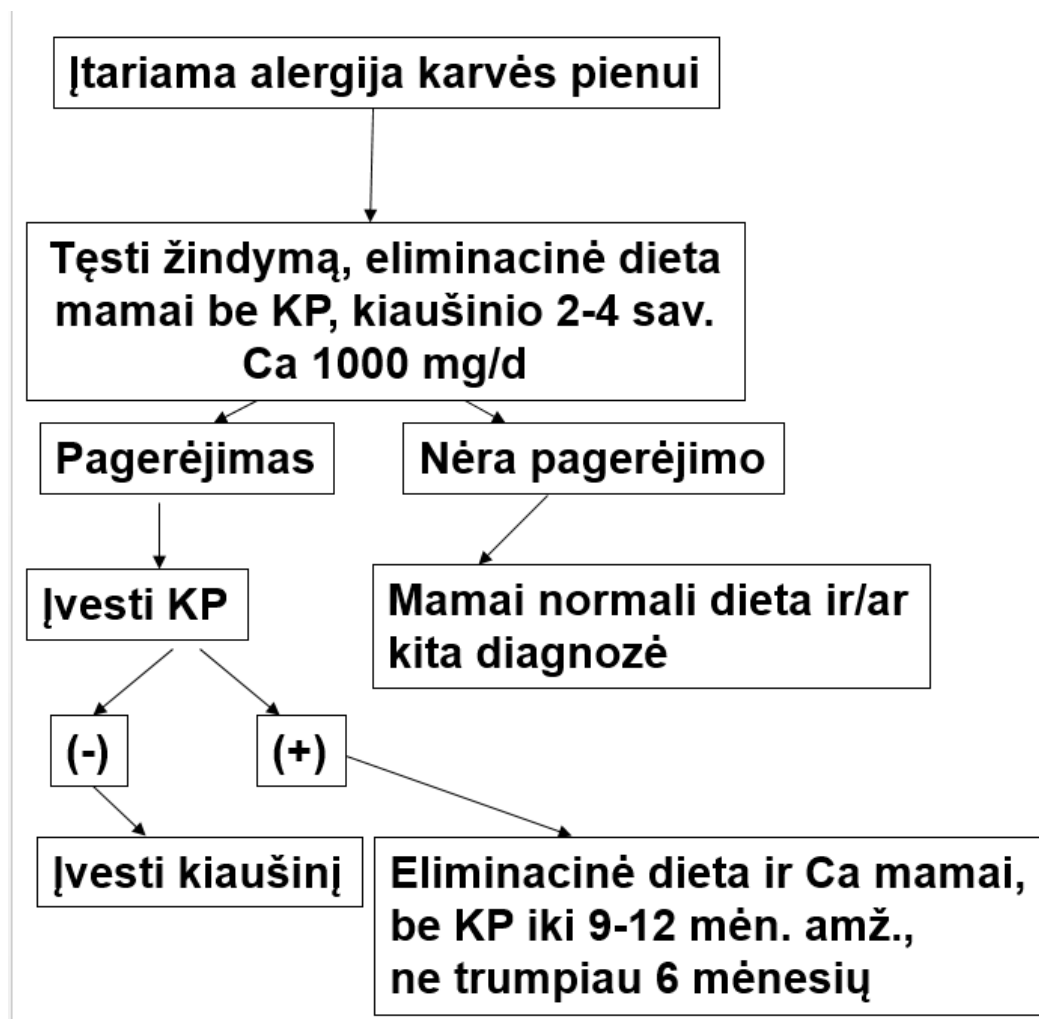 Įtariama alergija karvės pienui
Tęsti žindymą, eliminacinė dieta
mamai be KP, kiaušinio 2-4 sav.
Ca 1000 mg/d
Pagerėjimas
Nėra pagerėjimo
Įvesti KP
Mamai normali dieta ir/ar
kita diagnozė
(-)
(+)
Įvesti kiaušinį
Eliminacinė dieta ir Ca mamai,
be KP iki 9-12 mėn. amž.,
ne trumpiau 6 mėnesių